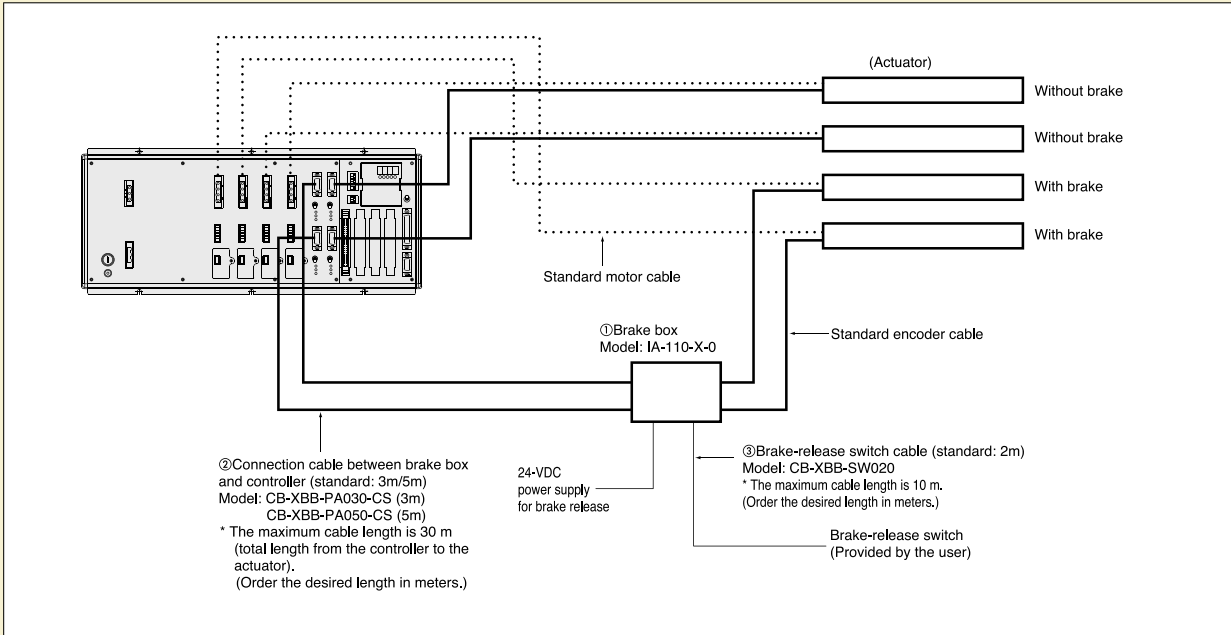 (Actuator)
Without brake
Without brake
With brake
With brake
Standard motor cable
①Brake box
Model: IA-110-X-0
Standard encoder cable
②Connection cable between brake box
and controller (standard: 3m/5m)
Model: CB-XBB-PA030-CS (3m)
CB-XBB-PA050-CS (5m)
* The maximum cable length is 30 m
(total length from the controller to the
actuator).
(Order the desired length in meters.)
24-VDC
power supply
for brake release
③Brake-release switch cable (standard: 2m)
Model: CB-XBB-SW020
* The maximum cable length is 10 m.
(Order the desired length in meters.)
Brake-release switch
(Provided by the user)